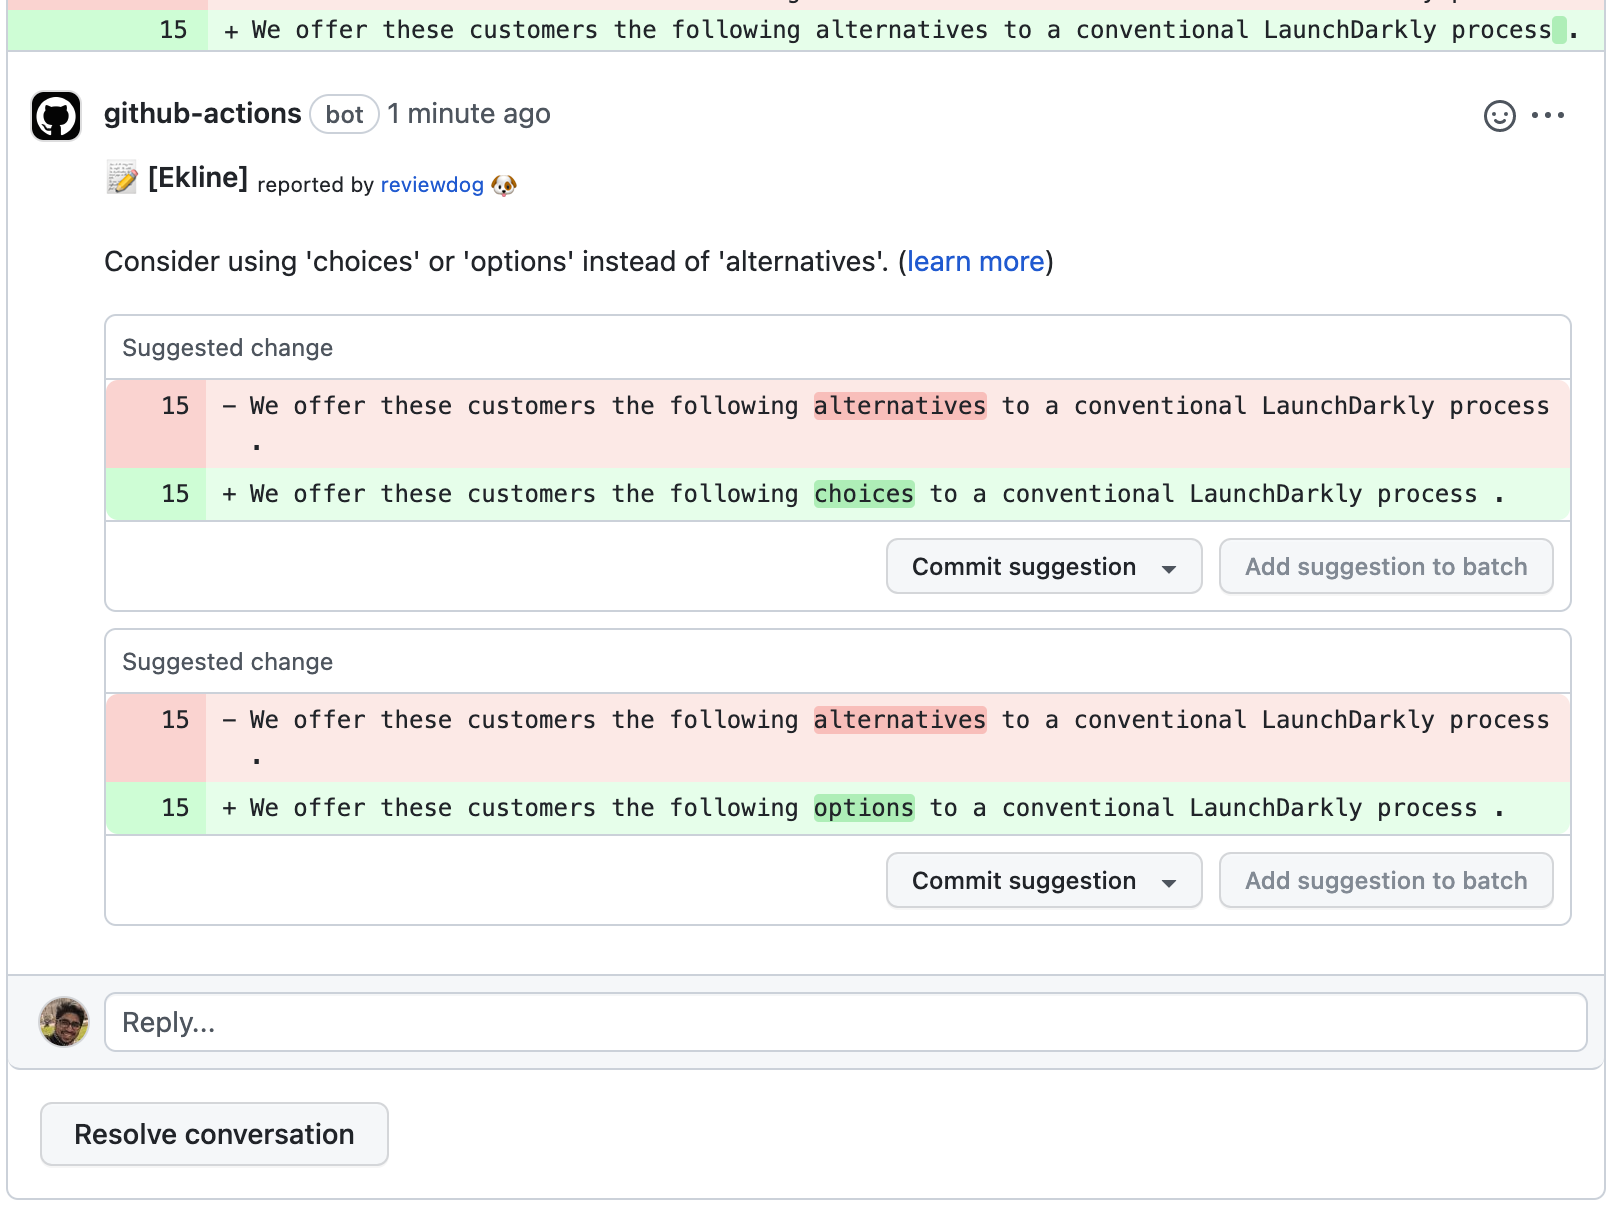 15 + We offer these customers the following alternatives to a conventional LaunchDarkly process .
github-actions bot 1 minute ago
[Ekline] reported by reviewdog
Consider using 'choices' or 'options' instead of 'alternatives'. (learn more)
Suggested change
15 - We offer these customers the following alternatives to a conventional LaunchDarkly process
.
15 + We offer these customers the following choices to a conventional LaunchDarkly process .
Commit suggestion Add suggestion to batch
Suggested change
15 - We offer these customers the following alternatives to a conventional LaunchDarkly process
.
15 + We offer these customers the following options to a conventional LaunchDarkly process .
Commit suggestion Add suggestion to batch
Reply...
Resolve conversation